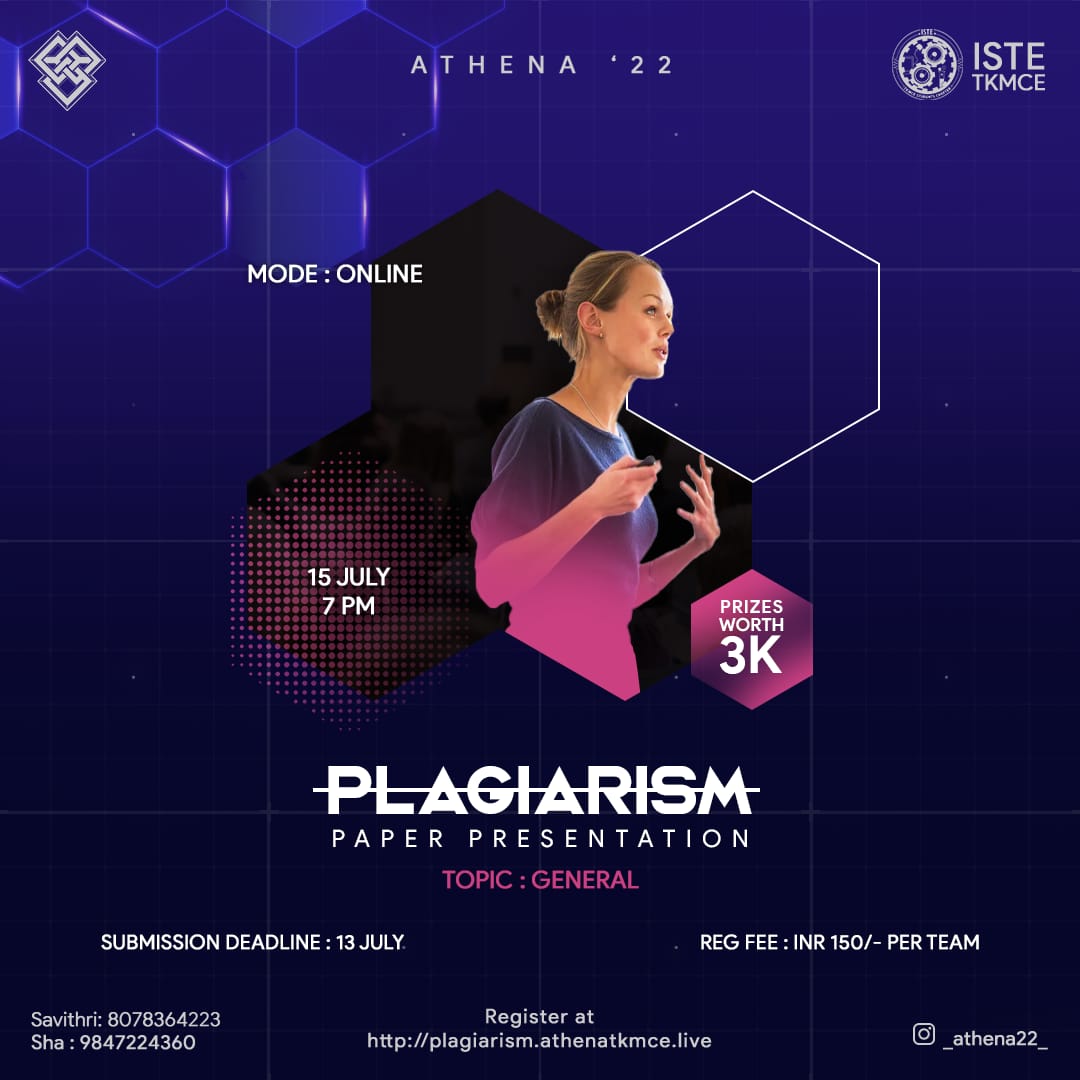 ATHENA ‘22
ISTE
TKMCE
MODE : ONLINE
15 JULY
7 PM
PRIZES
WORTH
3K
PLAGIARISM
PAPER PRESENTATION
TOPIC : GENERAL
SUBMISSION DEADLINE : 13 JULY
REG FEE : INR 150/- PER TEAM
Savithri: 8078364223
Sha : 9847224360
Register at
http://plagiarism.athenatkmce.live
_athena22_